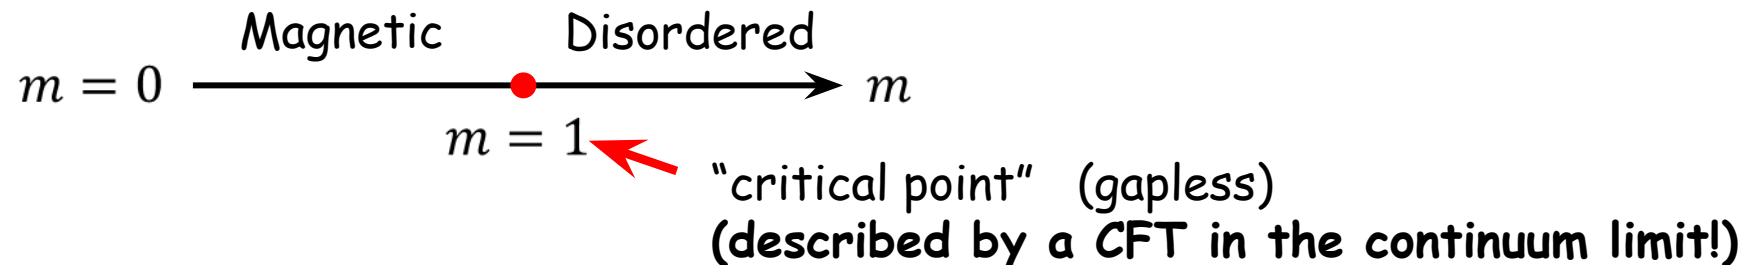 Magnetic Disordered
m = 0 m
m = 1
“critical point” (gapless)
(described by a CFT in the continuum limit!)